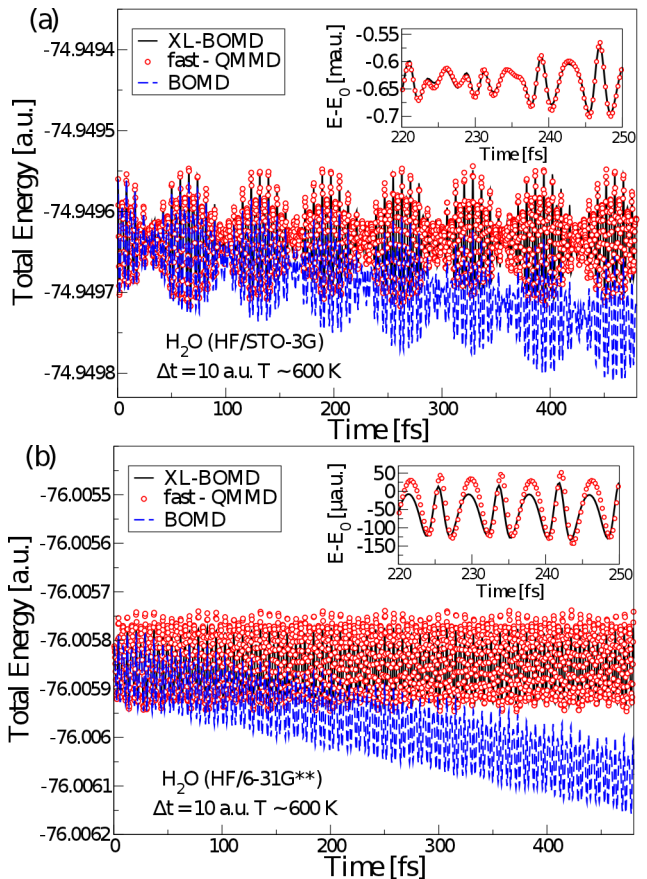 (a)
-74.9494
XL-BOMD
fast - QMMD
BOMD
-0.55
-0.6
-0.65
-0.7
E-E₀ [ma.u.]
220 230 240 250
Time [fs]
-74.9495
-74.9496
-74.9497
-74.9498
Total Energy [a.u.]
H₂O (HF/STO-3G)
Δt = 10 a.u. T ~600 K
0 100 200 300 400
Time [fs]
(b)
XL-BOMD
fast - QMMD
BOMD
50
0
-50
-100
-150
E-E₀ [μa.u.]
220 230 240 250
Time [fs]
-76.0055
-76.0056
-76.0057
-76.0058
-76.0059
-76.006
-76.0061
-76.0062
Total Energy [a.u.]
H₂O (HF/6-31G**)
Δt = 10 a.u. T ~600 K
0 100 200 300 400
Time [fs]